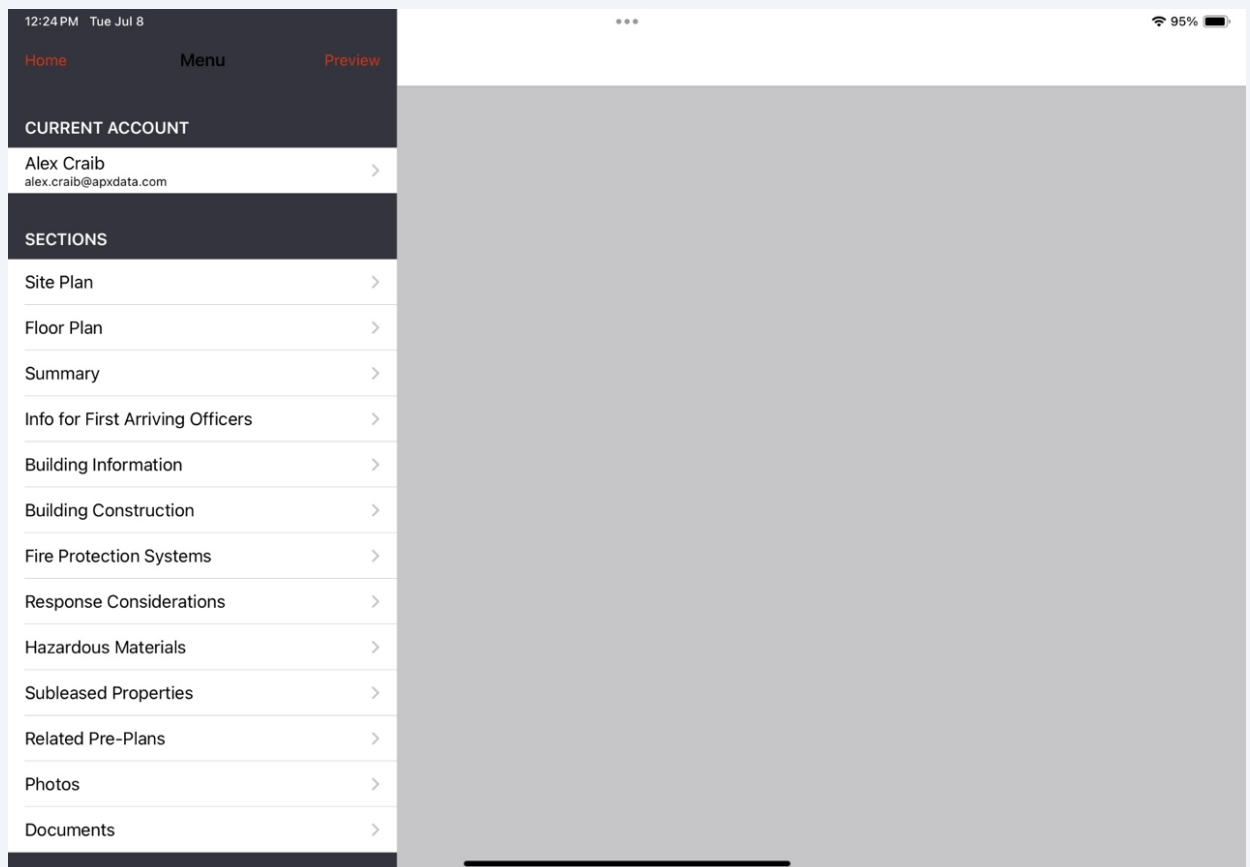 12:24 PM Tue Jul 8
95%
Home Menu Preview
CURRENT ACCOUNT
Alex Craib
alex.craib@apxdata.com
SECTIONS
Site Plan
Floor Plan
Summary
Info for First Arriving Officers
Building Information
Building Construction
Fire Protection Systems
Response Considerations
Hazardous Materials
Subleased Properties
Related Pre-Plans
Photos
Documents